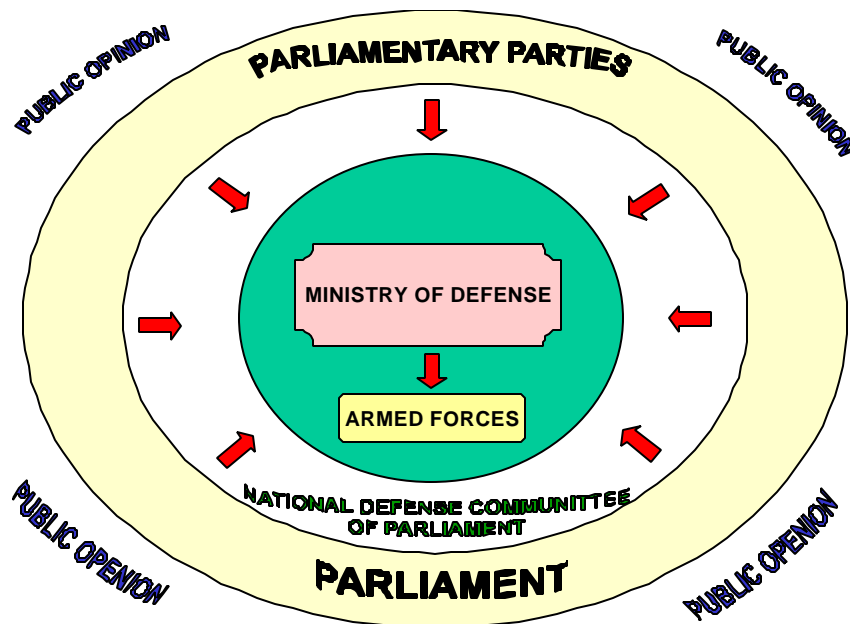 PUBLIC OPINION
PARLIAMENTARY PARTIES
PUBLIC OPINION
MINISTRY OF DEFENSE
ARMED FORCES
NATIONAL DEFENSE COMMUNITTEE
OF PARLIAMENT
PUBLIC OPENION
PARLIAMENT
PUBLIC OPENION